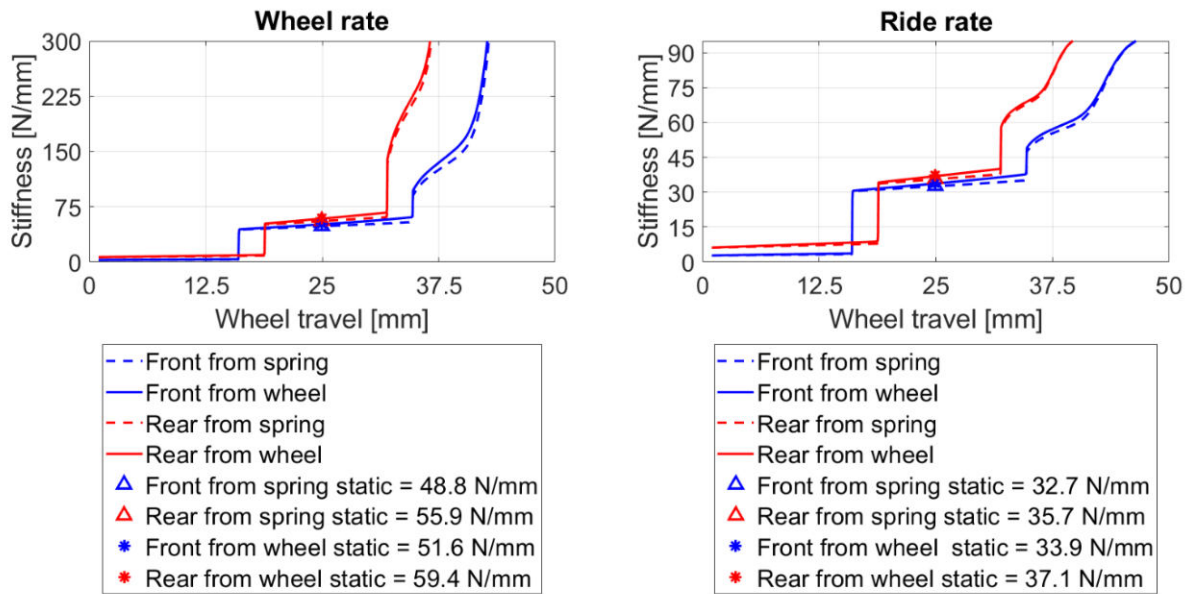 Wheel rate
300
225
150
75
0
Stiffness [N/mm]
0 12.5 25 37.5 50
Wheel travel [mm]
Front from spring
Front from wheel
Rear from spring
Rear from wheel
Front from spring static = 48.8 N/mm
Rear from spring static = 55.9 N/mm
Front from wheel static = 51.6 N/mm
Rear from wheel static = 59.4 N/mm
Ride rate
90
75
60
45
30
15
0
Stiffness [N/mm]
0 12.5 25 37.5 50
Wheel travel [mm]
Front from spring
Front from wheel
Rear from spring
Rear from wheel
Front from spring static = 32.7 N/mm
Rear from spring static = 35.7 N/mm
Front from wheel  static = 33.9 N/mm
Rear from wheel static = 37.1 N/mm